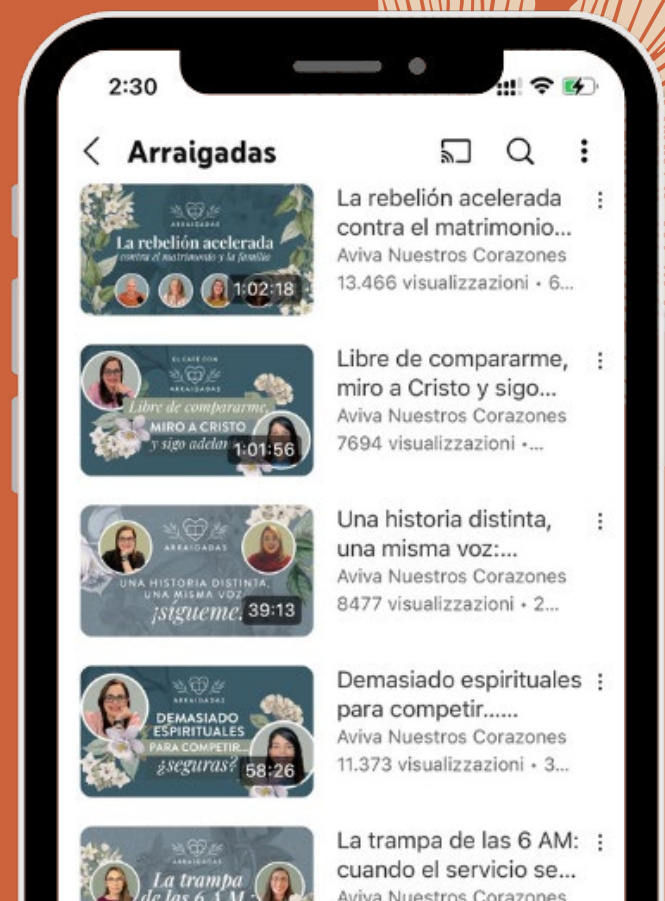 2:30
Arraigadas
ARRAIGADAS
La rebelión acelerada
contra el matrimonio y la familia
1:02:18
La rebelión acelerada
contra el matrimonio...
Aviva Nuestros Corazones
13.466 visualizzazioni • 6...
EL CAFÉ CON
ARRAIGADAS
Libre de compararme,
MIRO A CRISTO
y sigo adelan
1:01:56
Libre de compararme,
miro a Cristo y sigo...
Aviva Nuestros Corazones
7694 visualizzazioni •...
ARRAIGADAS
UNA HISTORIA DISTINTA,
UNA MISMA VOZ
¡sígueme!
39:13
Una historia distinta,
una misma voz:...
Aviva Nuestros Corazones
8477 visualizzazioni • 2...
ARRAIGADAS
DEMASIADO
ESPIRITUALES
PARA COMPETIR...
¿seguras?
58:26
Demasiado espirituales
para competir......
Aviva Nuestros Corazones
11.373 visualizzazioni • 3...
ARRAIGADAS
La trampa
de las 6 A.M.:
La trampa de las 6 AM:
cuando el servicio se...
Aviva Nuestros Corazones